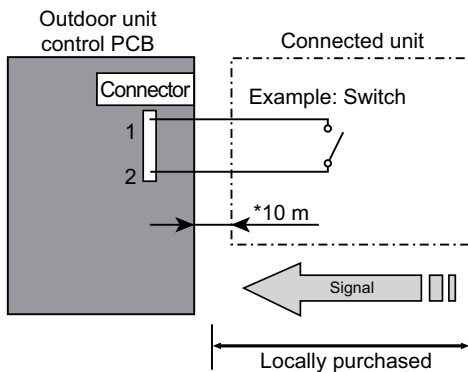 Outdoor unit
control PCB
Connected unit
Connector
Example: Switch
1
2
*10 m
Signal
Locally purchased